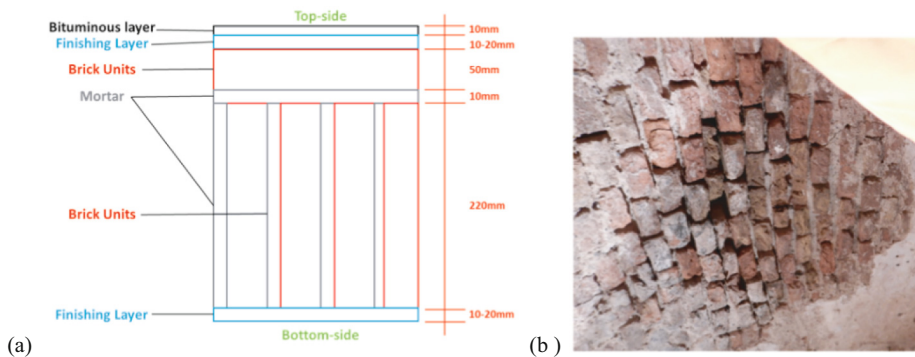 Top-side
Bituminous layer
10mm
Finishing Layer
10-20mm
Brick Units
50mm
Mortar
10mm
Brick Units
220mm
Finishing Layer
10-20mm
Bottom-side
(a)
(b )